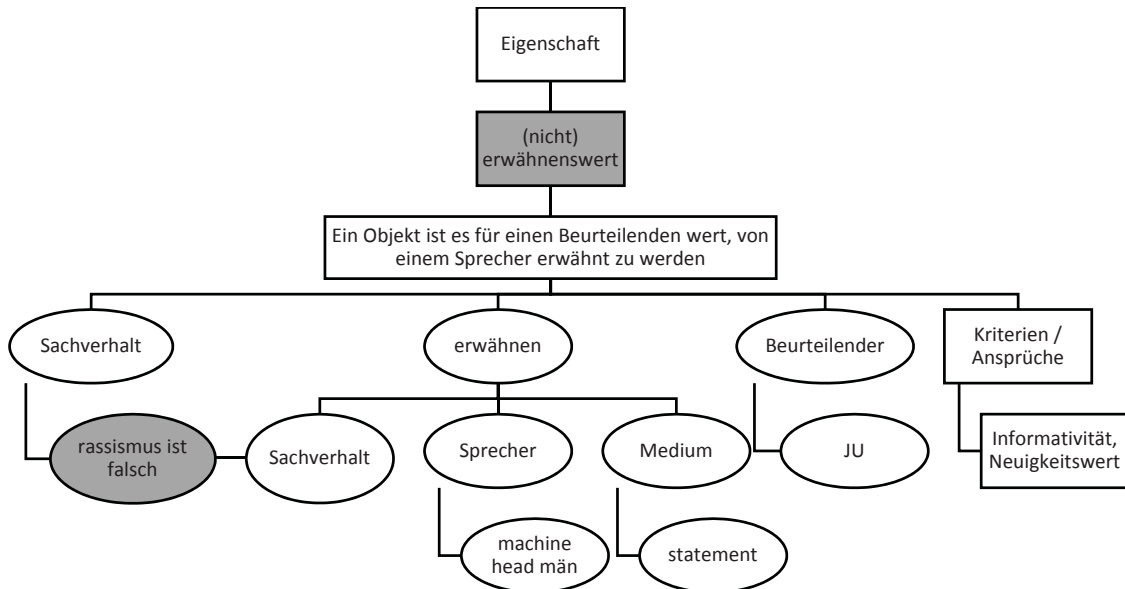 Eigenschaft
(nicht)
erwähnenswert
Ein Objekt ist es für einen Beurteilenden wert, von
einem Sprecher erwähnt zu werden
Sachverhalt
erwähnen
Beurteilender
Kriterien /
Ansprüche
rassismus ist
falsch
Sachverhalt
Sprecher
Medium
JU
Informativität,
Neuigkeitswert
machine
head män
statement